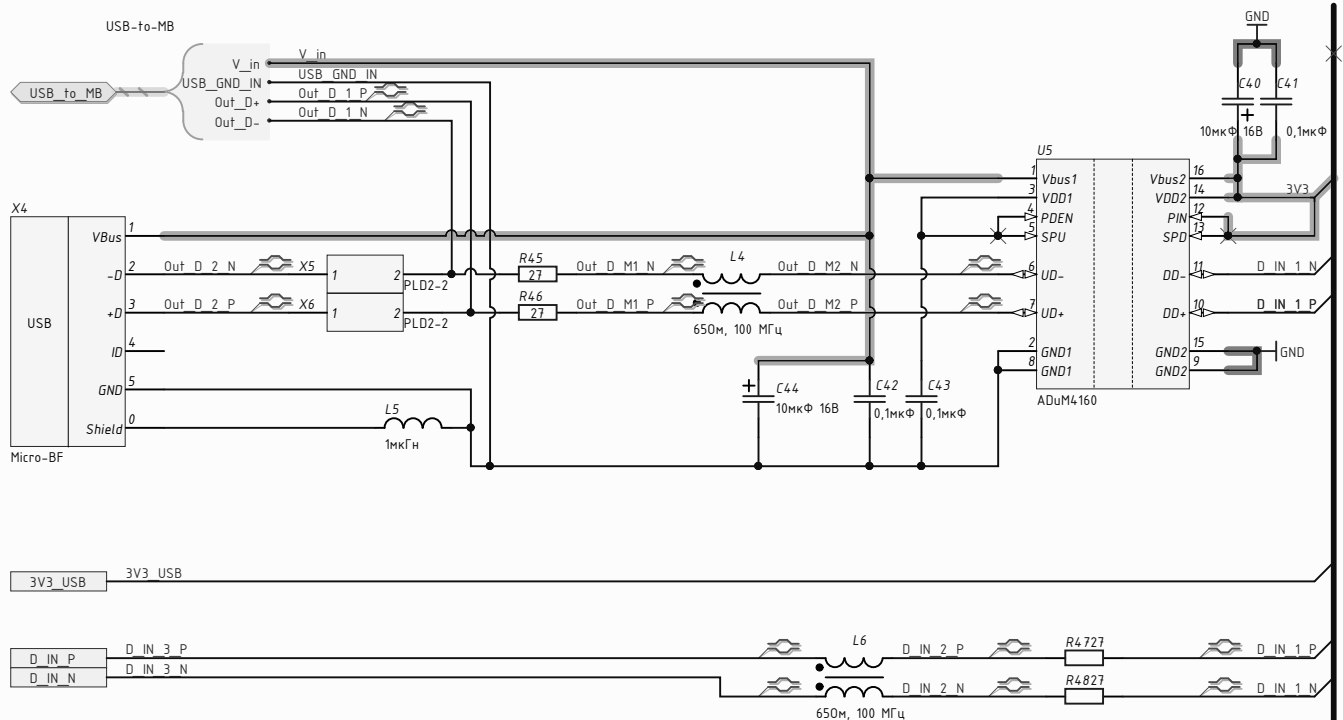 USB-to-MB
GND
V_in
V_in
USB_GND_IN
USB_GND_IN
USB_to_MB
Out_D+
Out_D_1_P
Out_D-
Out_D_1_N
C40
C41
10мкФ 16В
0,1мкФ
U5
1
Vbus1
Vbus2
16
3
VDD1
VDD2
14
3V3
4
PDEN
PIN
12
5
SPU
SPD
13
6
UD-
DD-
11
D_IN_1_N
7
UD+
DD+
10
D_IN_1_P
2
GND1
GND2
15
GND
8
GND1
GND2
9
ADuM4160
X4
VBus
1
-D
2
Out_D_2_N
X5
1
2
PLD2-2
R45
27
Out_D_M1_N
L4
Out_D_M2_N
+D
3
Out_D_2_P
X6
1
2
PLD2-2
R46
27
Out_D_M1_P
Out_D_M2_P
65Ом, 100 МГц
USB
ID
4
GND
5
Shield
0
L5
1мкГн
Micro-BF
C44
10мкФ 16В
C42
0,1мкФ
C43
0,1мкФ
3V3_USB
3V3_USB
D_IN_P
D_IN_3_P
L6
D_IN_2_P
R4727
D_IN_1_P
D_IN_N
D_IN_3_N
D_IN_2_N
R4827
D_IN_1_N
65Ом, 100 МГц